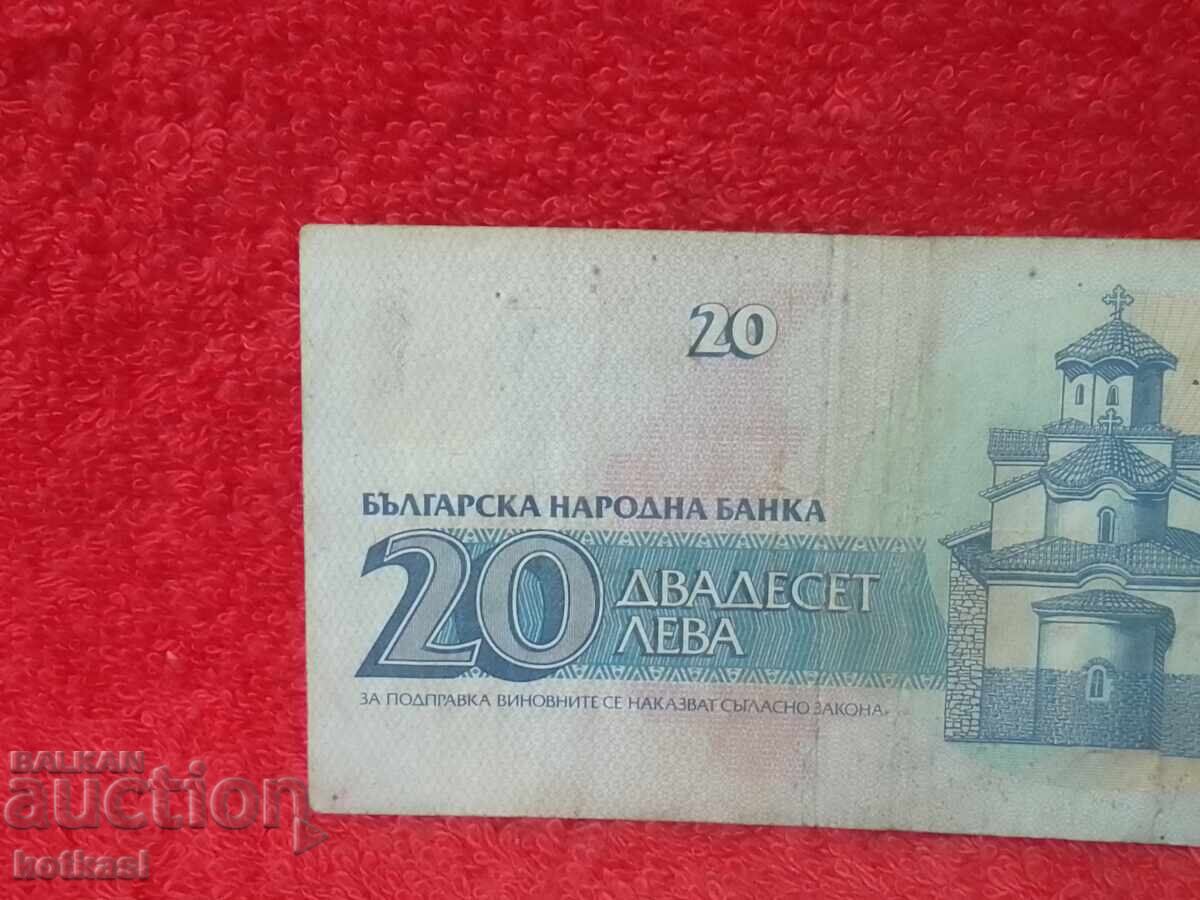 20
БЪЛГАРСКА НАРОДНА БАНКА
20 ДВАДЕСЕТ
ЛЕВА
ЗА ПОДПРАВКА ВИНОВНИТЕ СЕ НАКАЗВАТ СЪГЛАСНО ЗАКОНА.
BALKAN
auction
kotkasl